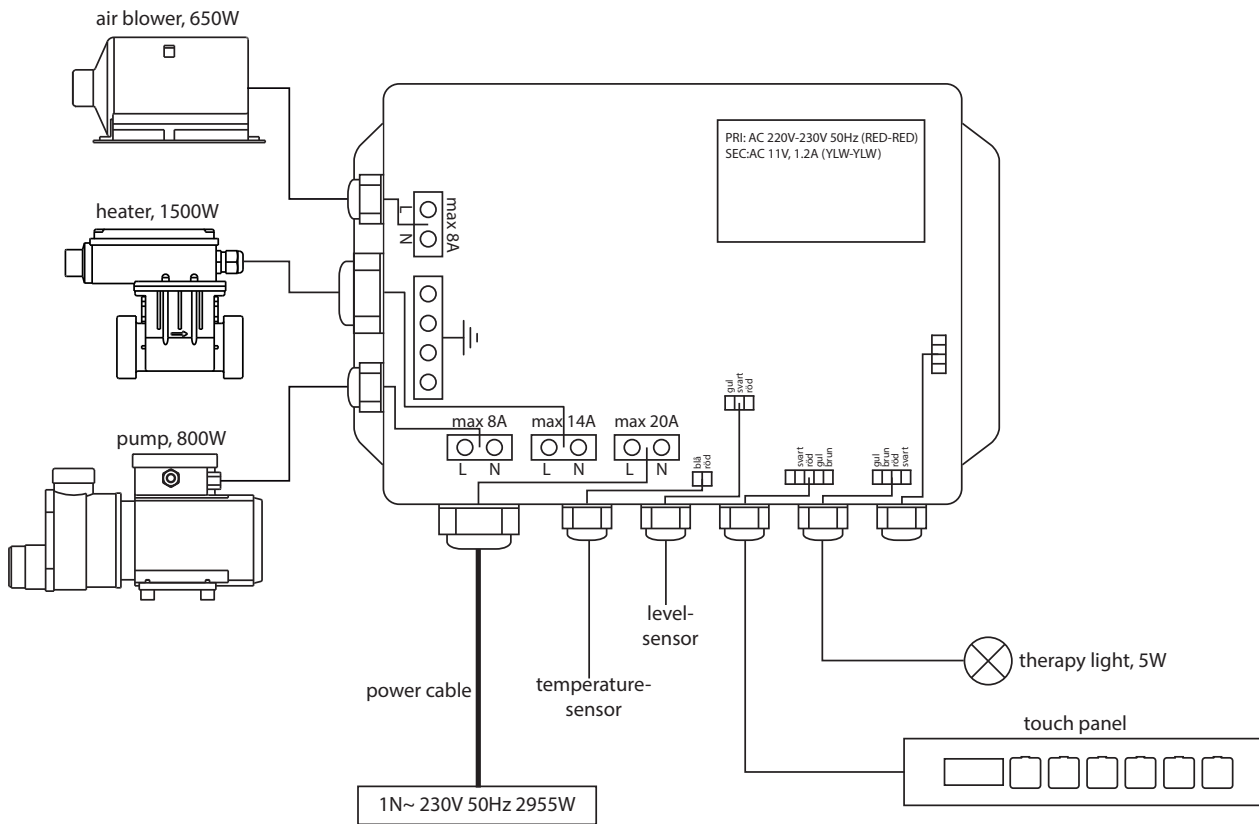 air blower, 650W
PRI: AC 220V-230V 50Hz (RED-RED)
SEC:AC 11V, 1.2A (YLW-YLW)
L
N
max 8A
heater, 1500W
pump, 800W
max 8A
L N
max 14A
L N
max 20A
L N
blå
röd
gul
svart
röd
svart
röd
gul
brun
gul
brun
röd
svart
level-
sensor
temperature-
sensor
power cable
therapy light, 5W
touch panel
1N~ 230V 50Hz 2955W